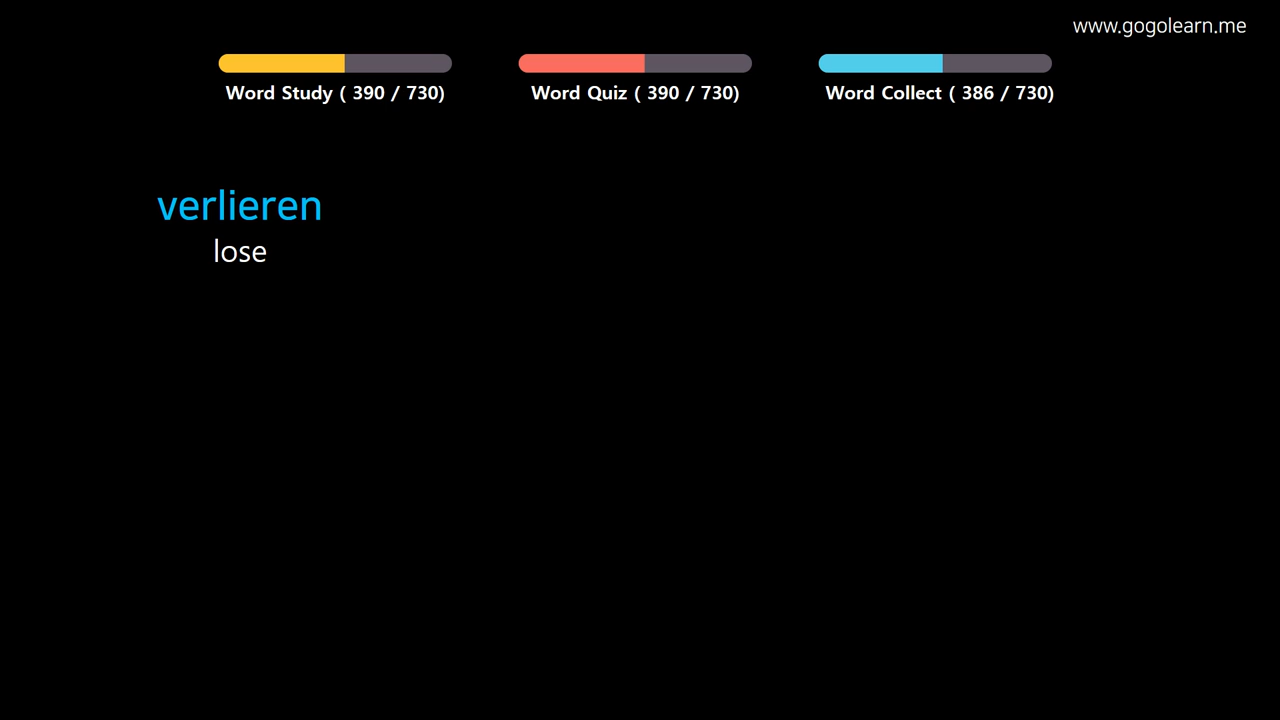 www.gogolearn.me
Word Study ( 390 / 730)
Word Quiz ( 390 / 730)
Word Collect ( 386 / 730)
verlieren
lose